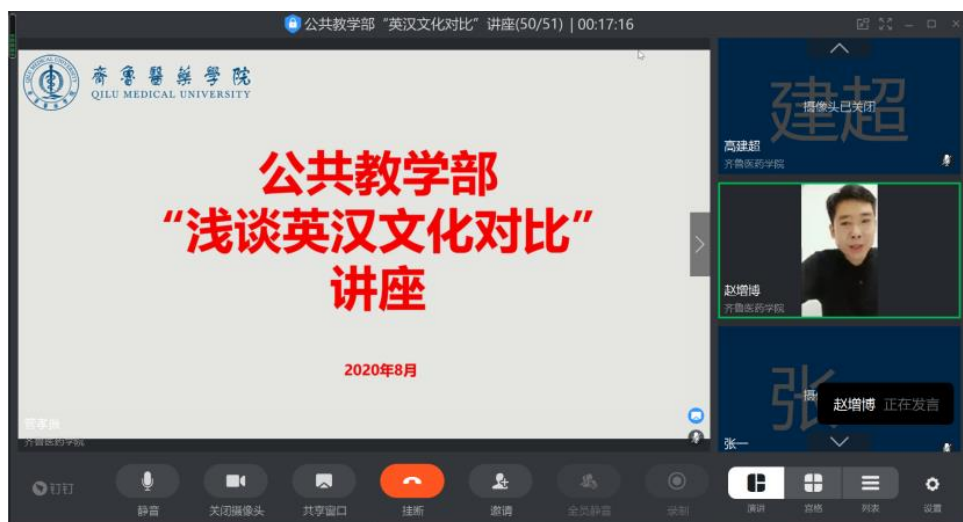 公共教学部“英汉文化对比”讲座(50/51) | 00:17:16
齊魯醫藥學院
QILU MEDICAL UNIVERSITY
公共教学部
“浅谈英汉文化对比”
讲座
2020年8月
齐鲁医药学院
建超
摄像头已关闭
高建超
齐鲁医药学院
赵增博
齐鲁医药学院
张
赵增博 正在发言
张一
钉钉
静音
关闭摄像头
共享窗口
挂断
邀请
全员静音
录制
演讲
宫格
列表
设置